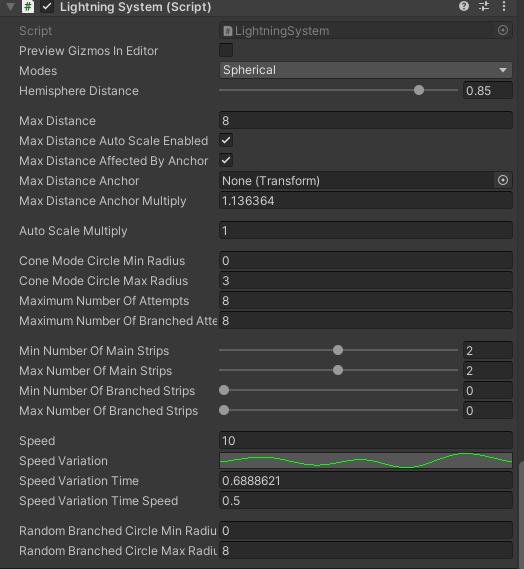 Lightning System (Script)
Script LightningSystem
Preview Gizmos In Editor
Modes Spherical
Hemisphere Distance 0.85
Max Distance 8
Max Distance Auto Scale Enabled
Max Distance Affected By Anchor
Max Distance Anchor None (Transform)
Max Distance Anchor Multiply 1.136364
Auto Scale Multiply 1
Cone Mode Circle Min Radius 0
Cone Mode Circle Max Radius 3
Maximum Number Of Attempts 8
Maximum Number Of Branched Atte 8
Min Number Of Main Strips 2
Max Number Of Main Strips 2
Min Number Of Branched Strips 0
Max Number Of Branched Strips 0
Speed 10
Speed Variation
Speed Variation Time 0.6888621
Speed Variation Time Speed 0.5
Random Branched Circle Min Radiu 0
Random Branched Circle Max Radiu 8